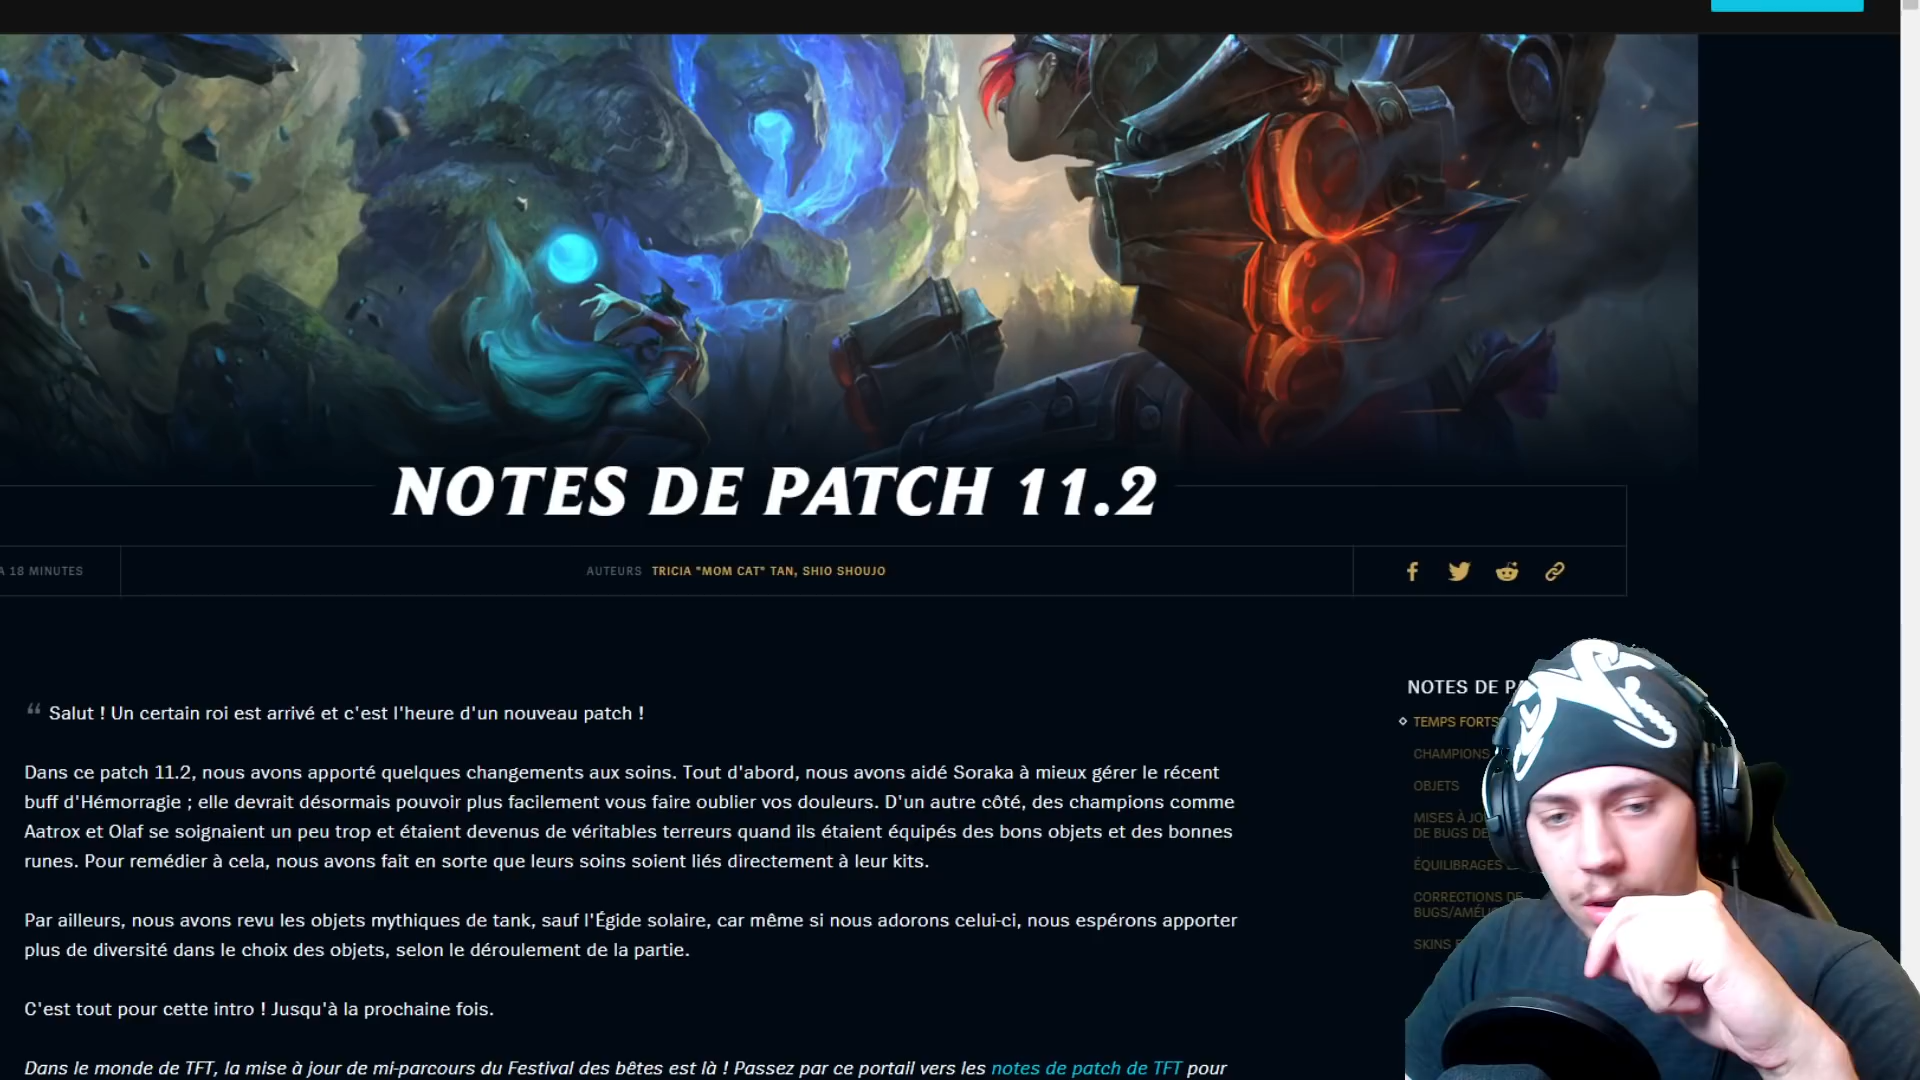 NOTES DE PATCH 11.2
A 18 MINUTES
AUTEURS TRICIA "MOM CAT" TAN, SHIO SHOUJO
“ Salut ! Un certain roi est arrivé et c'est l'heure d'un nouveau patch !
Dans ce patch 11.2, nous avons apporté quelques changements aux soins. Tout d'abord, nous avons aidé Soraka à mieux gérer le récent
buff d'Hémorragie ; elle devrait désormais pouvoir plus facilement vous faire oublier vos douleurs. D'un autre côté, des champions comme
Aatrox et Olaf se soignaient un peu trop et étaient devenus de véritables terreurs quand ils étaient équipés des bons objets et des bonnes
runes. Pour remédier à cela, nous avons fait en sorte que leurs soins soient liés directement à leur kits.
Par ailleurs, nous avons revu les objets mythiques de tank, sauf l'Égide solaire, car même si nous adorons celui-ci, nous espérons apporter
plus de diversité dans le choix des objets, selon le déroulement de la partie.
C'est tout pour cette intro ! Jusqu'à la prochaine fois.
Dans le monde de TFT, la mise à jour de mi-parcours du Festival des bêtes est là ! Passez par ce portail vers les notes de patch de TFT pour
NOTES DE
TEMPS FORTS
CHAMPIONS
OBJETS
MISES À
DE BUGS
ÉQUILIBRAGES
CORRECTIONS DE
SKINS